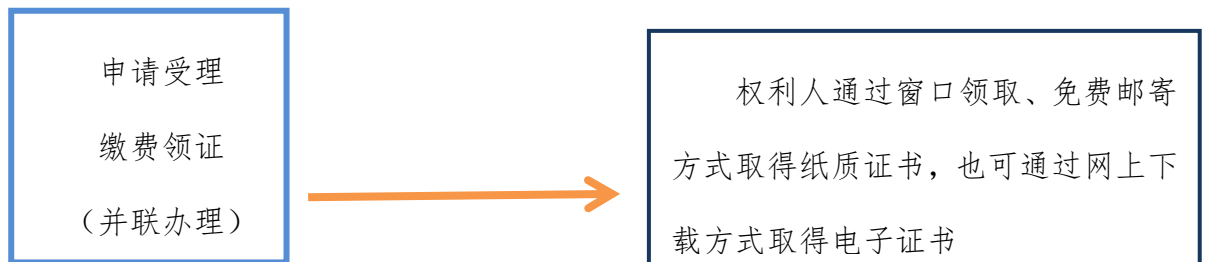 申请受理
缴费领证
（并联办理）
权利人通过窗口领取、免费邮寄
方式取得纸质证书，也可通过网上下
载方式取得电子证书